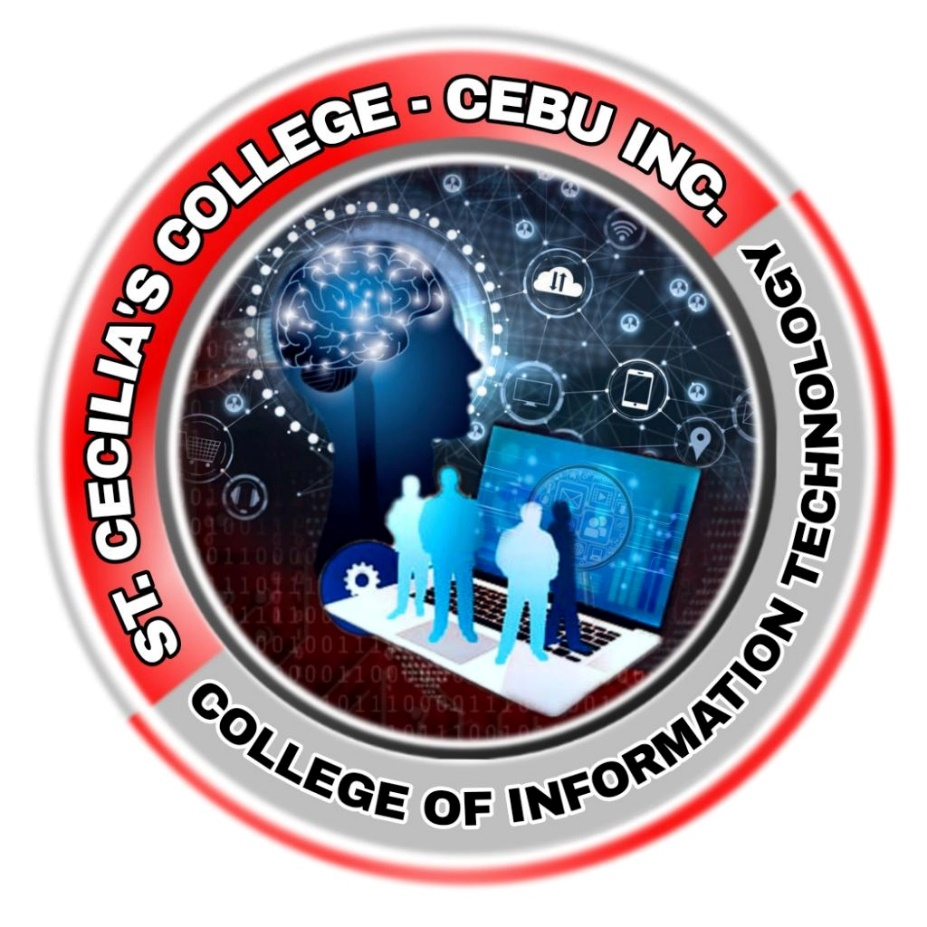 ST. CECILIA'S COLLEGE - CEBU INC.
COLLEGE OF INFORMATION TECHNOLOGY